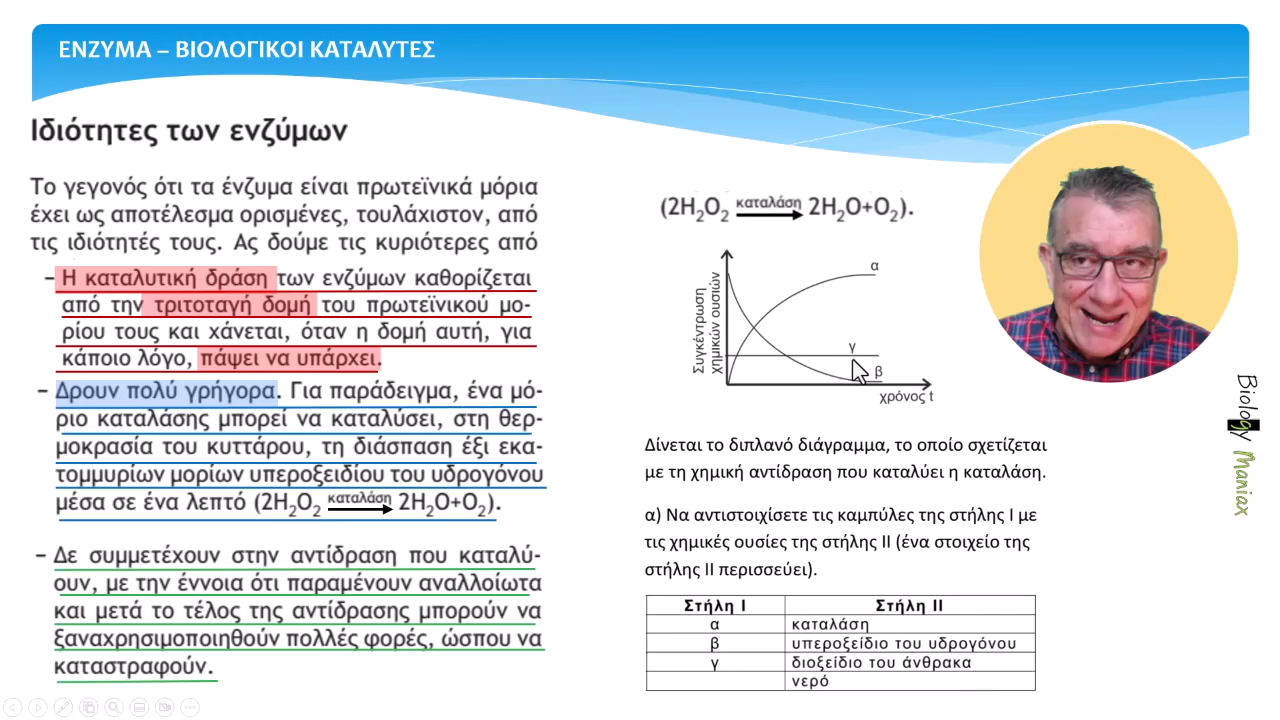 ΕΝΖΥΜΑ – ΒΙΟΛΟΓΙΚΟΙ ΚΑΤΑΛΥΤΕΣ
Ιδιότητες των ενζύμων
Το γεγονός ότι τα ένζυμα είναι πρωτεϊνικά μόρια
έχει ως αποτέλεσμα ορισμένες, τουλάχιστον, από
τις ιδιότητές τους. Ας δούμε τις κυριότερες από
– Η καταλυτική δράση των ενζύμων καθορίζεται
από την τριτοταγή δομή του πρωτεϊνικού μο-
ρίου τους και χάνεται, όταν η δομή αυτή, για
κάποιο λόγο, πάψει να υπάρχει.
– Δρουν πολύ γρήγορα. Για παράδειγμα, ένα μό-
ριο καταλάσης μπορεί να καταλύσει, στη θερ-
μοκρασία του κυττάρου, τη διάσπαση έξι εκα-
τομμυρίων μορίων υπεροξειδίου του υδρογόνου
μέσα σε ένα λεπτό (2H₂O₂ καταλάση 2H₂O+O₂).
– Δε συμμετέχουν στην αντίδραση που καταλύ-
ουν, με την έννοια ότι παραμένουν αναλλοίωτα
και μετά το τέλος της αντίδρασης μπορούν να
ξαναχρησιμοποιηθούν πολλές φορές, ώσπου να
καταστραφούν.
(2H₂O₂ καταλάση 2H₂O+O₂).
Συγκέντρωση
χημικών ουσιών
α
γ
β
χρόνος t
Δίνεται το διπλανό διάγραμμα, το οποίο σχετίζεται
με τη χημική αντίδραση που καταλύει η καταλάση.
α) Να αντιστοιχίσετε τις καμπύλες της στήλης Ι με
τις χημικές ουσίες της στήλης ΙΙ (ένα στοιχείο της
στήλης ΙΙ περισσεύει).
Στήλη Ι Στήλη ΙΙ
α καταλάση
β υπεροξείδιο του υδρογόνου
γ διοξείδιο του άνθρακα
νερό
Biology Maniax